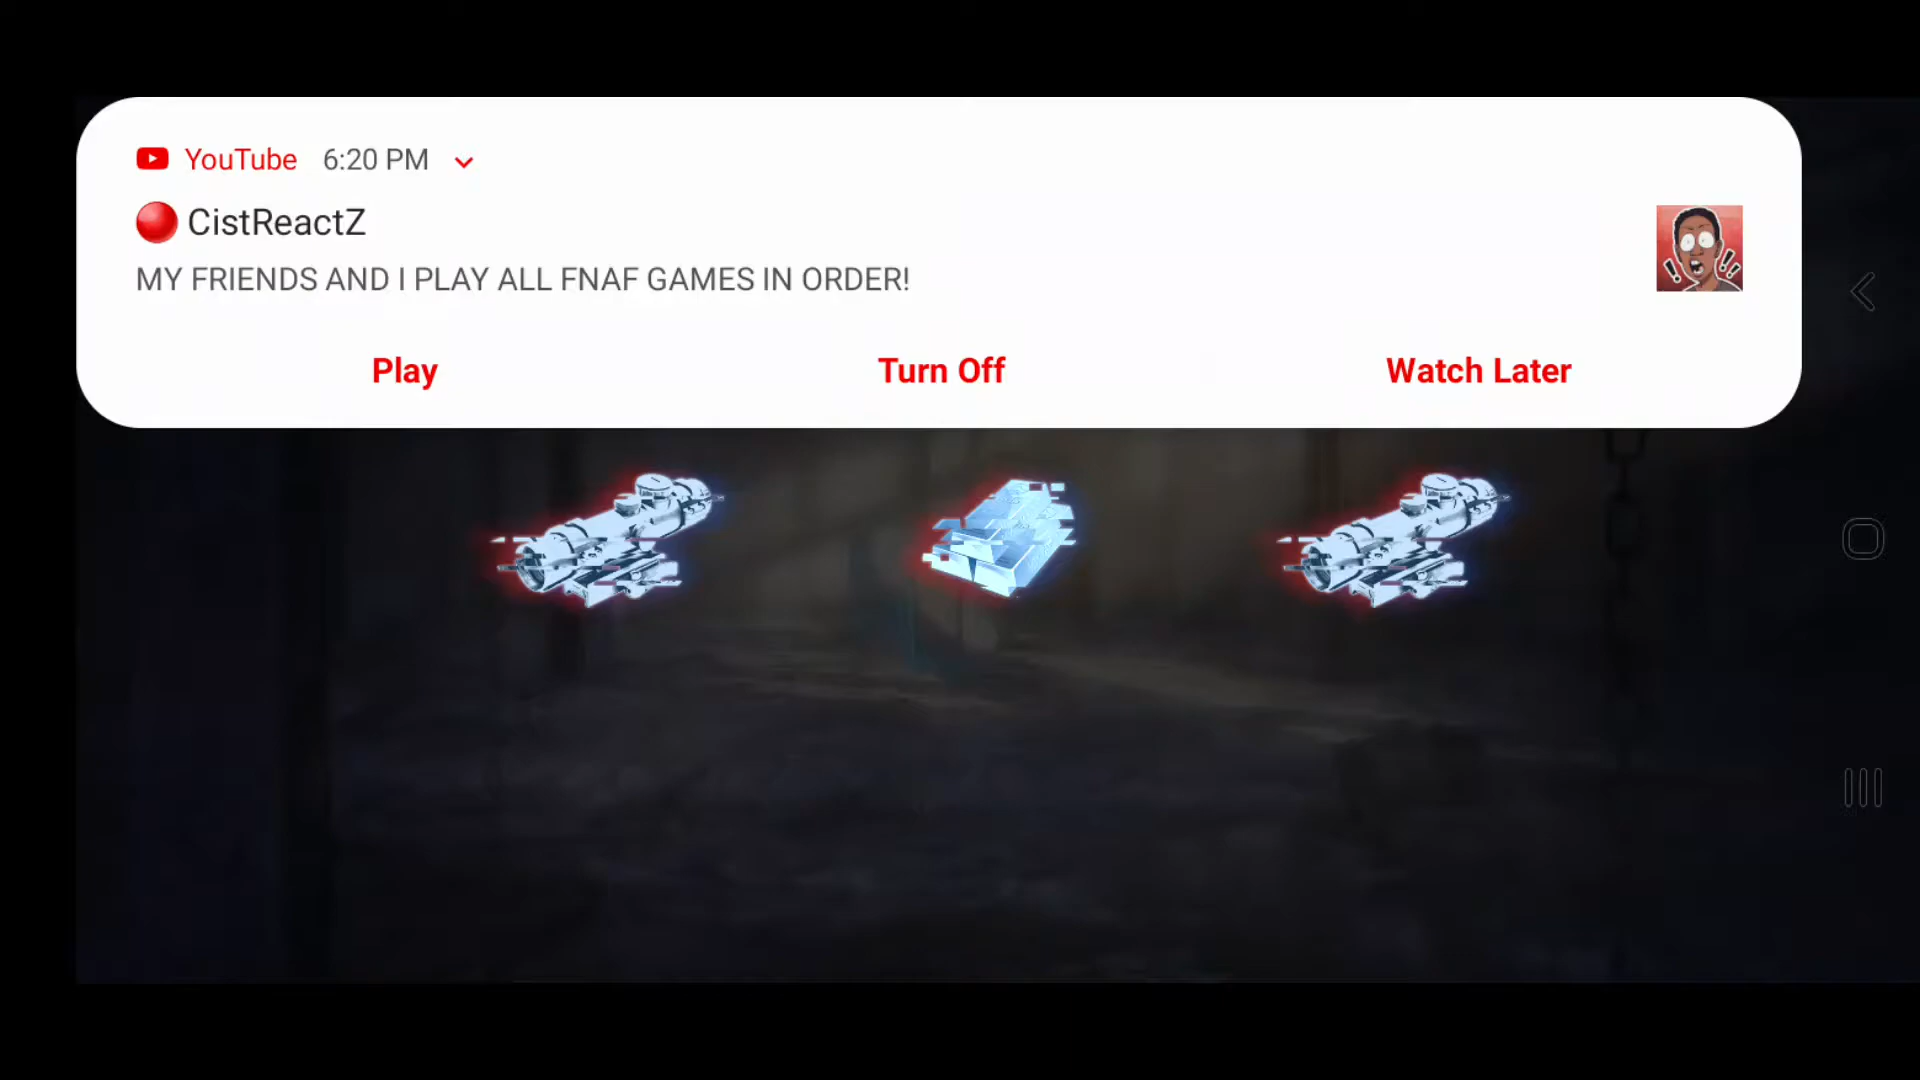 YouTube 6:20 PM
CistReactZ
MY FRIENDS AND I PLAY ALL FNAF GAMES IN ORDER!
Play Turn Off Watch Later